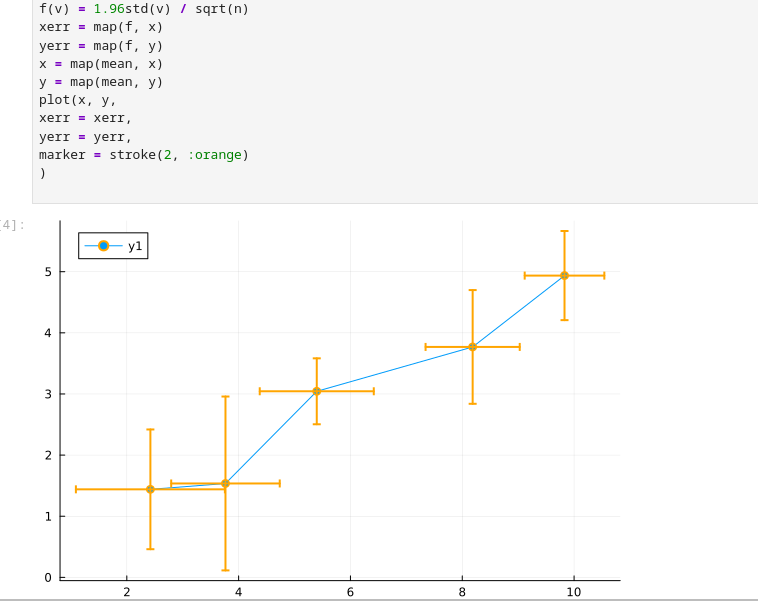 f(v) = 1.96std(v) / sqrt(n)
xerr = map(f, x)
yerr = map(f, y)
x = map(mean, x)
y = map(mean, y)
plot(x, y,
xerr = xerr,
yerr = yerr,
marker = stroke(2, :orange)
)
[4]:
y1
5
4
3
2
1
0
2 4 6 8 10